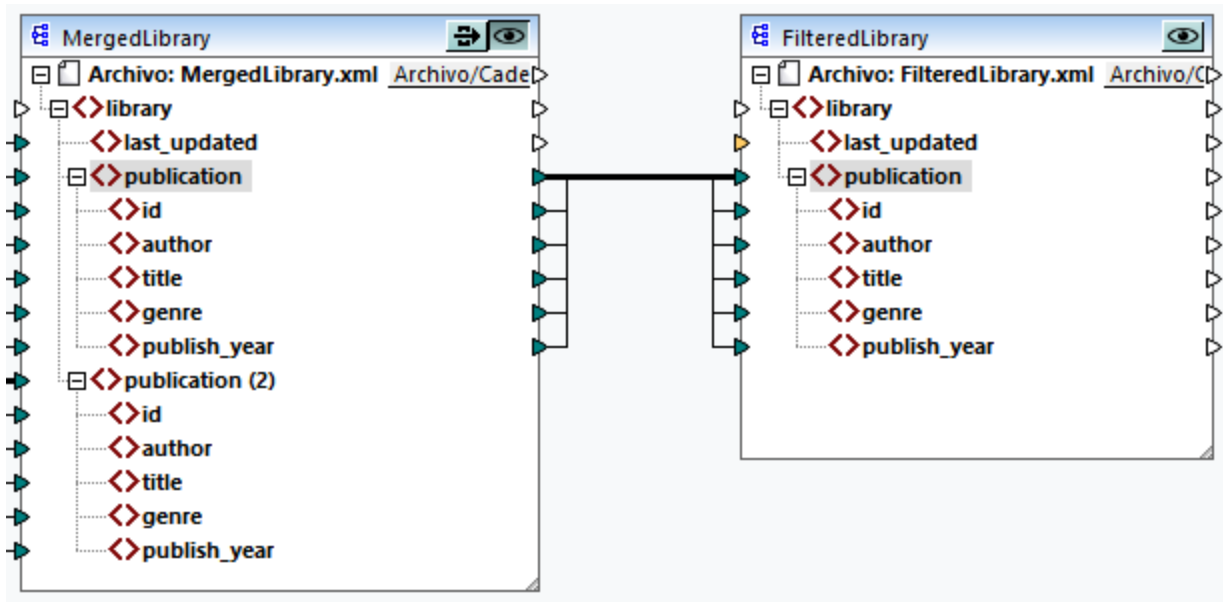 MergedLibrary
Archivo: MergedLibrary.xml Archivo/Cade
library
last_updated
publication
id
author
title
genre
publish_year
publication (2)
id
author
title
genre
publish_year
FilteredLibrary
Archivo: FilteredLibrary.xml Archivo/C
library
last_updated
publication
id
author
title
genre
publish_year